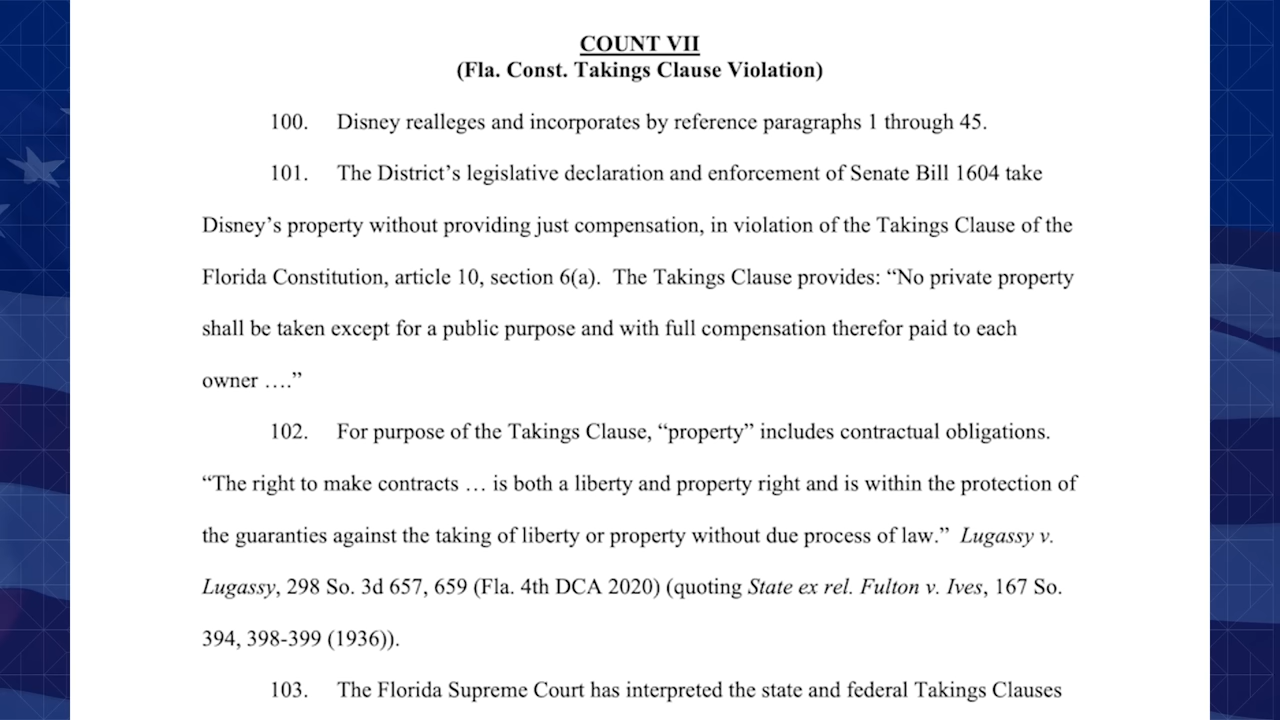 COUNT VII
(Fla. Const. Takings Clause Violation)
100. Disney realleges and incorporates by reference paragraphs 1 through 45.
101. The District’s legislative declaration and enforcement of Senate Bill 1604 take
Disney’s property without providing just compensation, in violation of the Takings Clause of the
Florida Constitution, article 10, section 6(a).  The Takings Clause provides: “No private property
shall be taken except for a public purpose and with full compensation therefor paid to each
owner ….”
102. For purpose of the Takings Clause, “property” includes contractual obligations.
“The right to make contracts … is both a liberty and property right and is within the protection of
the guaranties against the taking of liberty or property without due process of law.”  Lugassy v.
Lugassy, 298 So. 3d 657, 659 (Fla. 4th DCA 2020) (quoting State ex rel. Fulton v. Ives, 167 So.
394, 398-399 (1936)).
103. The Florida Supreme Court has interpreted the state and federal Takings Clauses